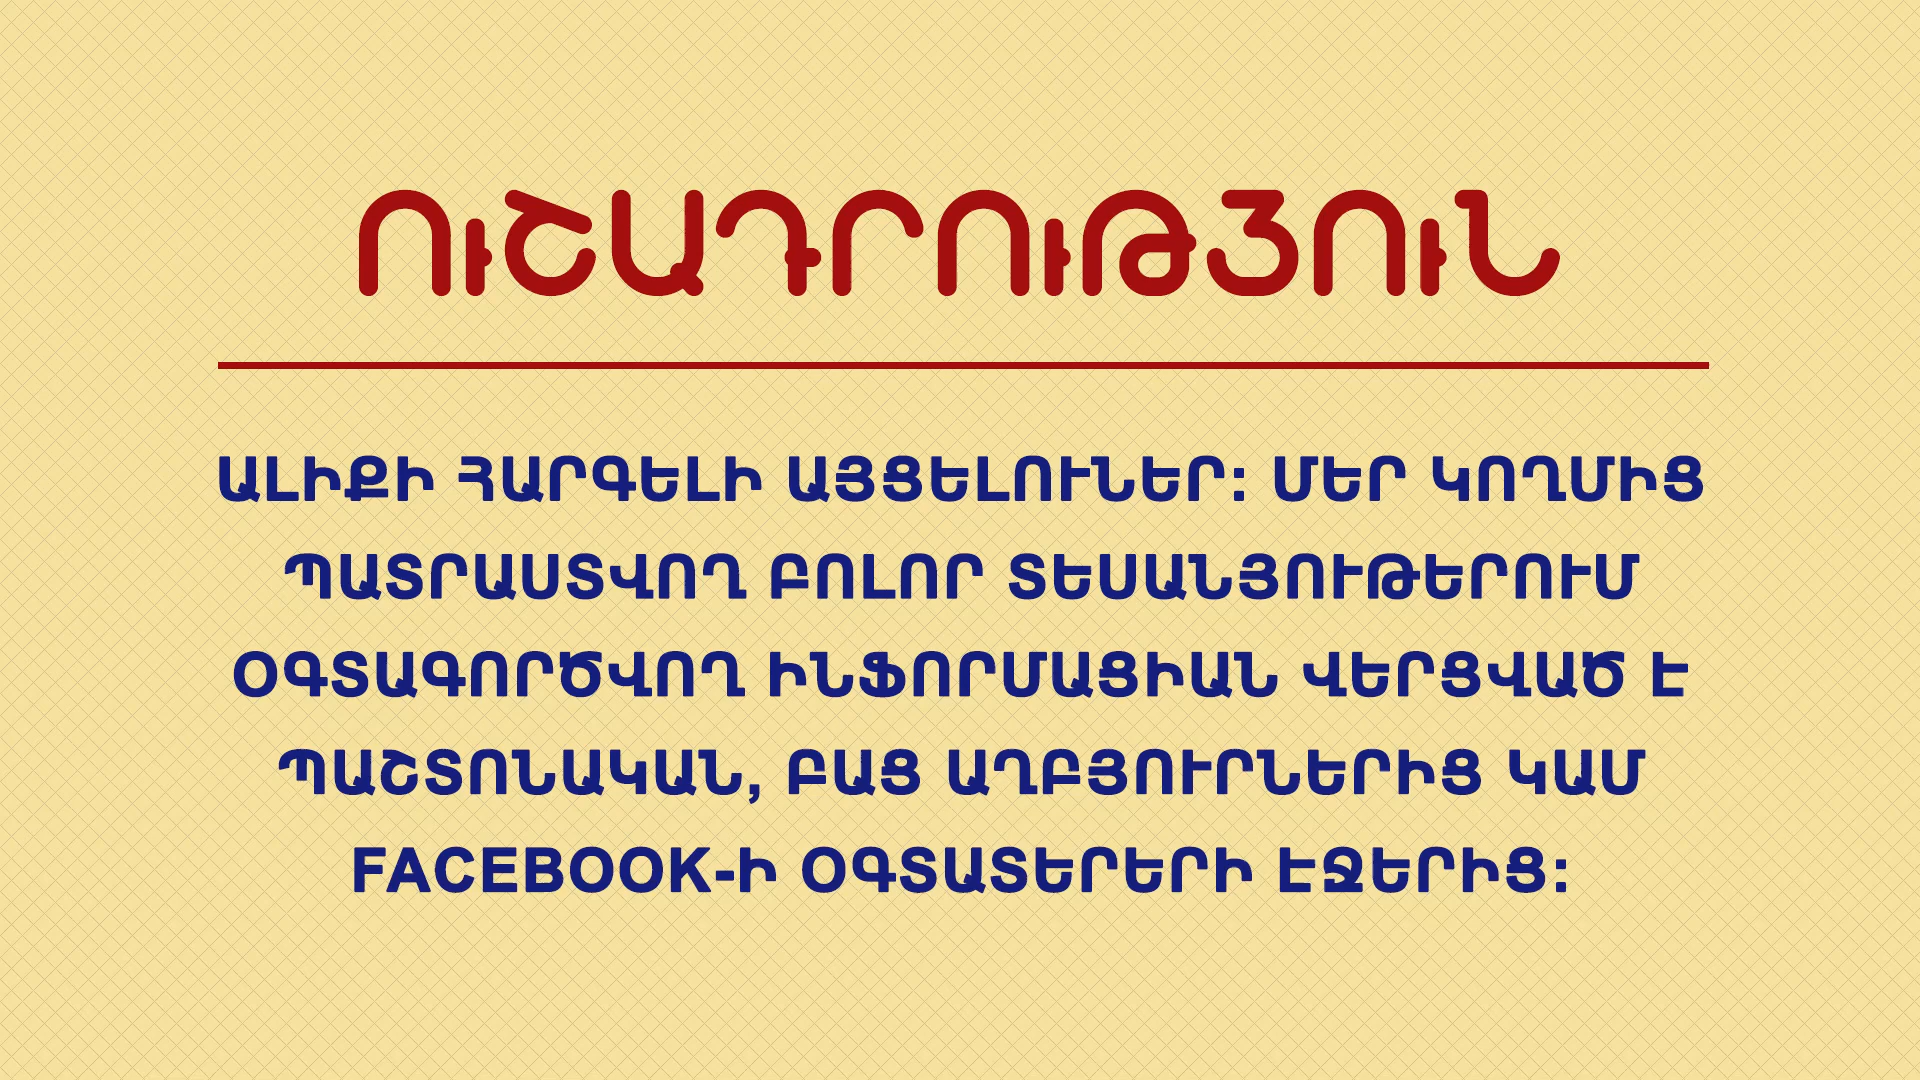 ՈՒՇԱԴՐՈՒԹՅՈՒՆ
ԱԼԻՔԻ ՀԱՐԳԵԼԻ ԱՅՑԵԼՈՒՆԵՐ։ ՄԵՐ ԿՈՂՄԻՑ
ՊԱՏՐԱՍՏՎՈՂ ԲՈԼՈՐ ՏԵՍԱՆՅՈՒԹԵՐՈՒՄ
ՕԳՏԱԳՈՐԾՎՈՂ ԻՆՖՈՐՄԱՑԻԱՆ ՎԵՐՑՎԱԾ Է
ՊԱՇՏՈՆԱԿԱՆ, ԲԱՑ ԱՂԲՅՈՒՐՆԵՐԻՑ ԿԱՄ
FACEBOOK-Ի ՕԳՏԱՏԵՐԵՐԻ ԷՋԵՐԻՑ։